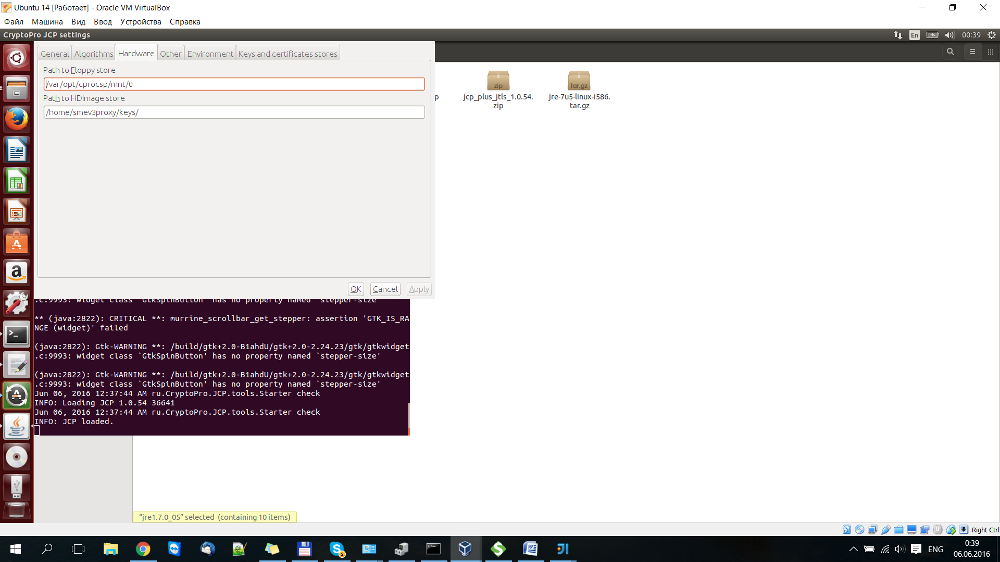 Ubuntu 14 [Работает] - Oracle VM VirtualBox
Файл Машина Вид Ввод Устройства Справка
CryptoPro JCP settings
En
00:39
General Algorithms Hardware Other Environment Keys and certificates stores
Path to Floppy store
/var/opt/cprocsp/mnt/0
Path to HDImage store
/home/smev3proxy/keys/
OK Cancel Apply
zip
tar.gz
p
jcp_plus_jtls_1.0.54.
zip
jre-7u5-linux-i586.
tar.gz
.c:9993: widget class `GtkSpinButton' has no property named `stepper-size'
** (java:2822): CRITICAL **: murrine_scrollbar_get_stepper: assertion 'GTK_IS_RA
NGE (widget)' failed
(java:2822): Gtk-WARNING **: /build/gtk+2.0-B1ahdU/gtk+2.0-2.24.23/gtk/gtkwidget
.c:9993: widget class `GtkSpinButton' has no property named `stepper-size'
(java:2822): Gtk-WARNING **: /build/gtk+2.0-B1ahdU/gtk+2.0-2.24.23/gtk/gtkwidget
.c:9993: widget class `GtkSpinButton' has no property named `stepper-size'
Jun 06, 2016 12:37:44 AM ru.CryptoPro.JCP.tools.Starter check
INFO: Loading JCP 1.0.54 36641
Jun 06, 2016 12:37:44 AM ru.CryptoPro.JCP.tools.Starter check
INFO: JCP loaded.
"jre1.7.0_05" selected (containing 10 items)
Right Ctrl
2
ENG
0:39
06.06.2016